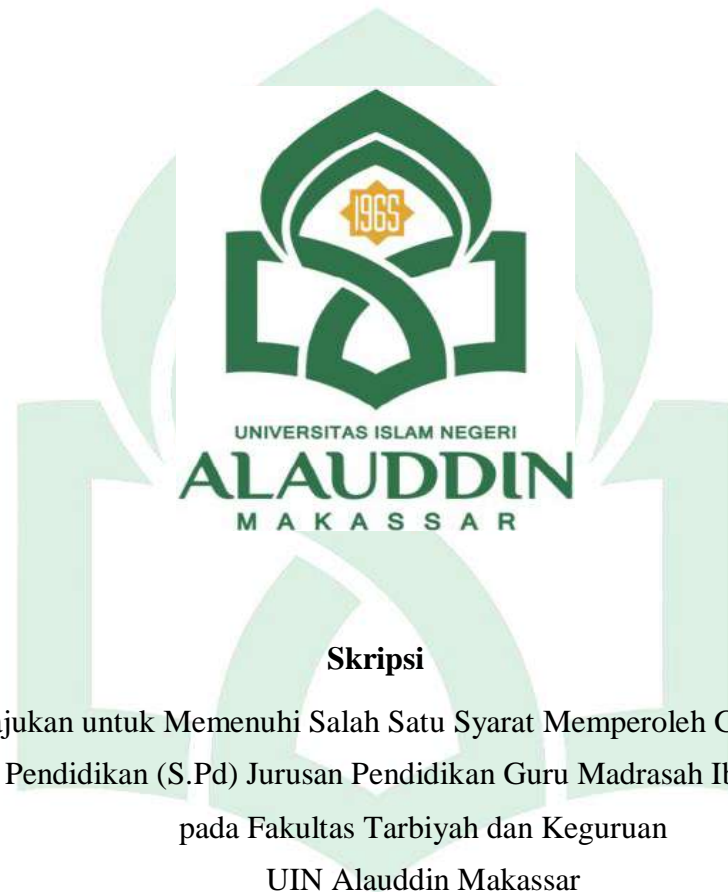 1965
UNIVERSITAS ISLAM NEGERI
ALAUDDIN
MAKASSAR
Skripsi
jukan untuk Memenuhi Salah Satu Syarat Memperoleh
Pendidikan (S.Pd) Jurusan Pendidikan Guru Madrasah
pada Fakultas Tarbiyah dan Keguruan
UIN Alauddin Makassar